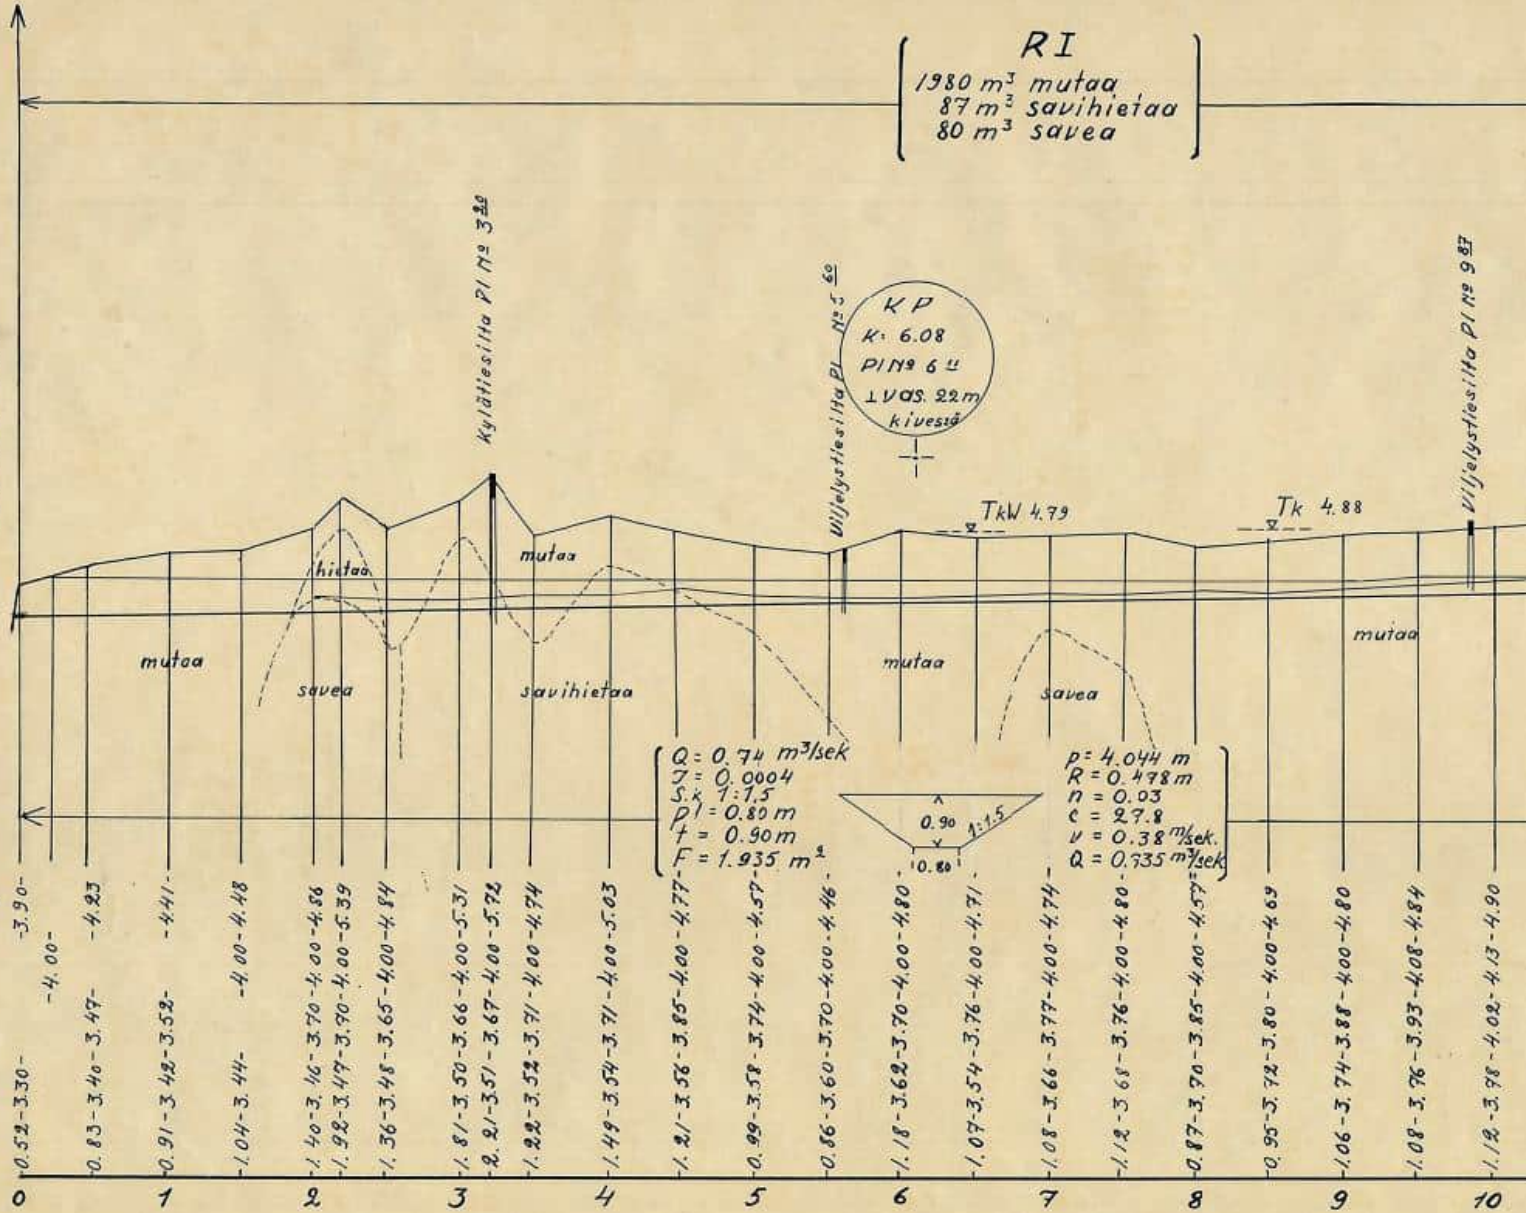 RI
1980 m³ mutaa
87 m³ savihietaa
80 m³ savea
Kylätiesilta Pl Nº 3 20
Viljelystiesilta Pl Nº 5 60
KP
K: 6.08
Pl Nº 6 11
⊥ vas. 22 m
kivessä
Viljelystiesilta Pl Nº 9 87
TkW 4.79
Tk 4.88
mutaa
hietaa
mutaa
savea
savihietaa
mutaa
savea
mutaa
Q = 0.74 m³/sek
J = 0.0004
S.k 1:1.5
pl = 0.80 m
t = 0.90 m
F = 1.935 m²
0.90
1:1.5
0.80
p = 4.044 m
R = 0.478 m
n = 0.03
c = 27.8
v = 0.38 m/sek.
Q = 0.735 m³/sek
0.52-3.30- -3.90-
-4.00-
0.83-3.40-3.47- -4.23
0.91-3.42-3.52- -4.41-
1.04-3.44- -4.00-4.48
1.40-3.46-3.70-4.00-4.86
1.92-3.47-3.70-4.00-5.39
1.36-3.48-3.65-4.00-4.84
1.81-3.50-3.66-4.00-5.31
2.21-3.51-3.67-4.00-5.72
1.22-3.52-3.71-4.00-4.74
1.49-3.54-3.71-4.00-5.03
1.21-3.56-3.85-4.00-4.77-
0.99-3.58-3.74-4.00-4.57-
0.86-3.60-3.70-4.00-4.46-
1.18-3.62-3.70-4.00-4.80-
1.07-3.54-3.76-4.00-4.71-
1.08-3.66-3.77-4.00-4.74-
1.12-3.68-3.76-4.00-4.80-
0.87-3.70-3.85-4.00-4.57-
0.95-3.72-3.80-4.00-4.69
1.06-3.74-3.88-4.00-4.80
1.08-3.76-3.93-4.08-4.84
1.12-3.78-4.02-4.13-4.90
0 1 2 3 4 5 6 7 8 9 10